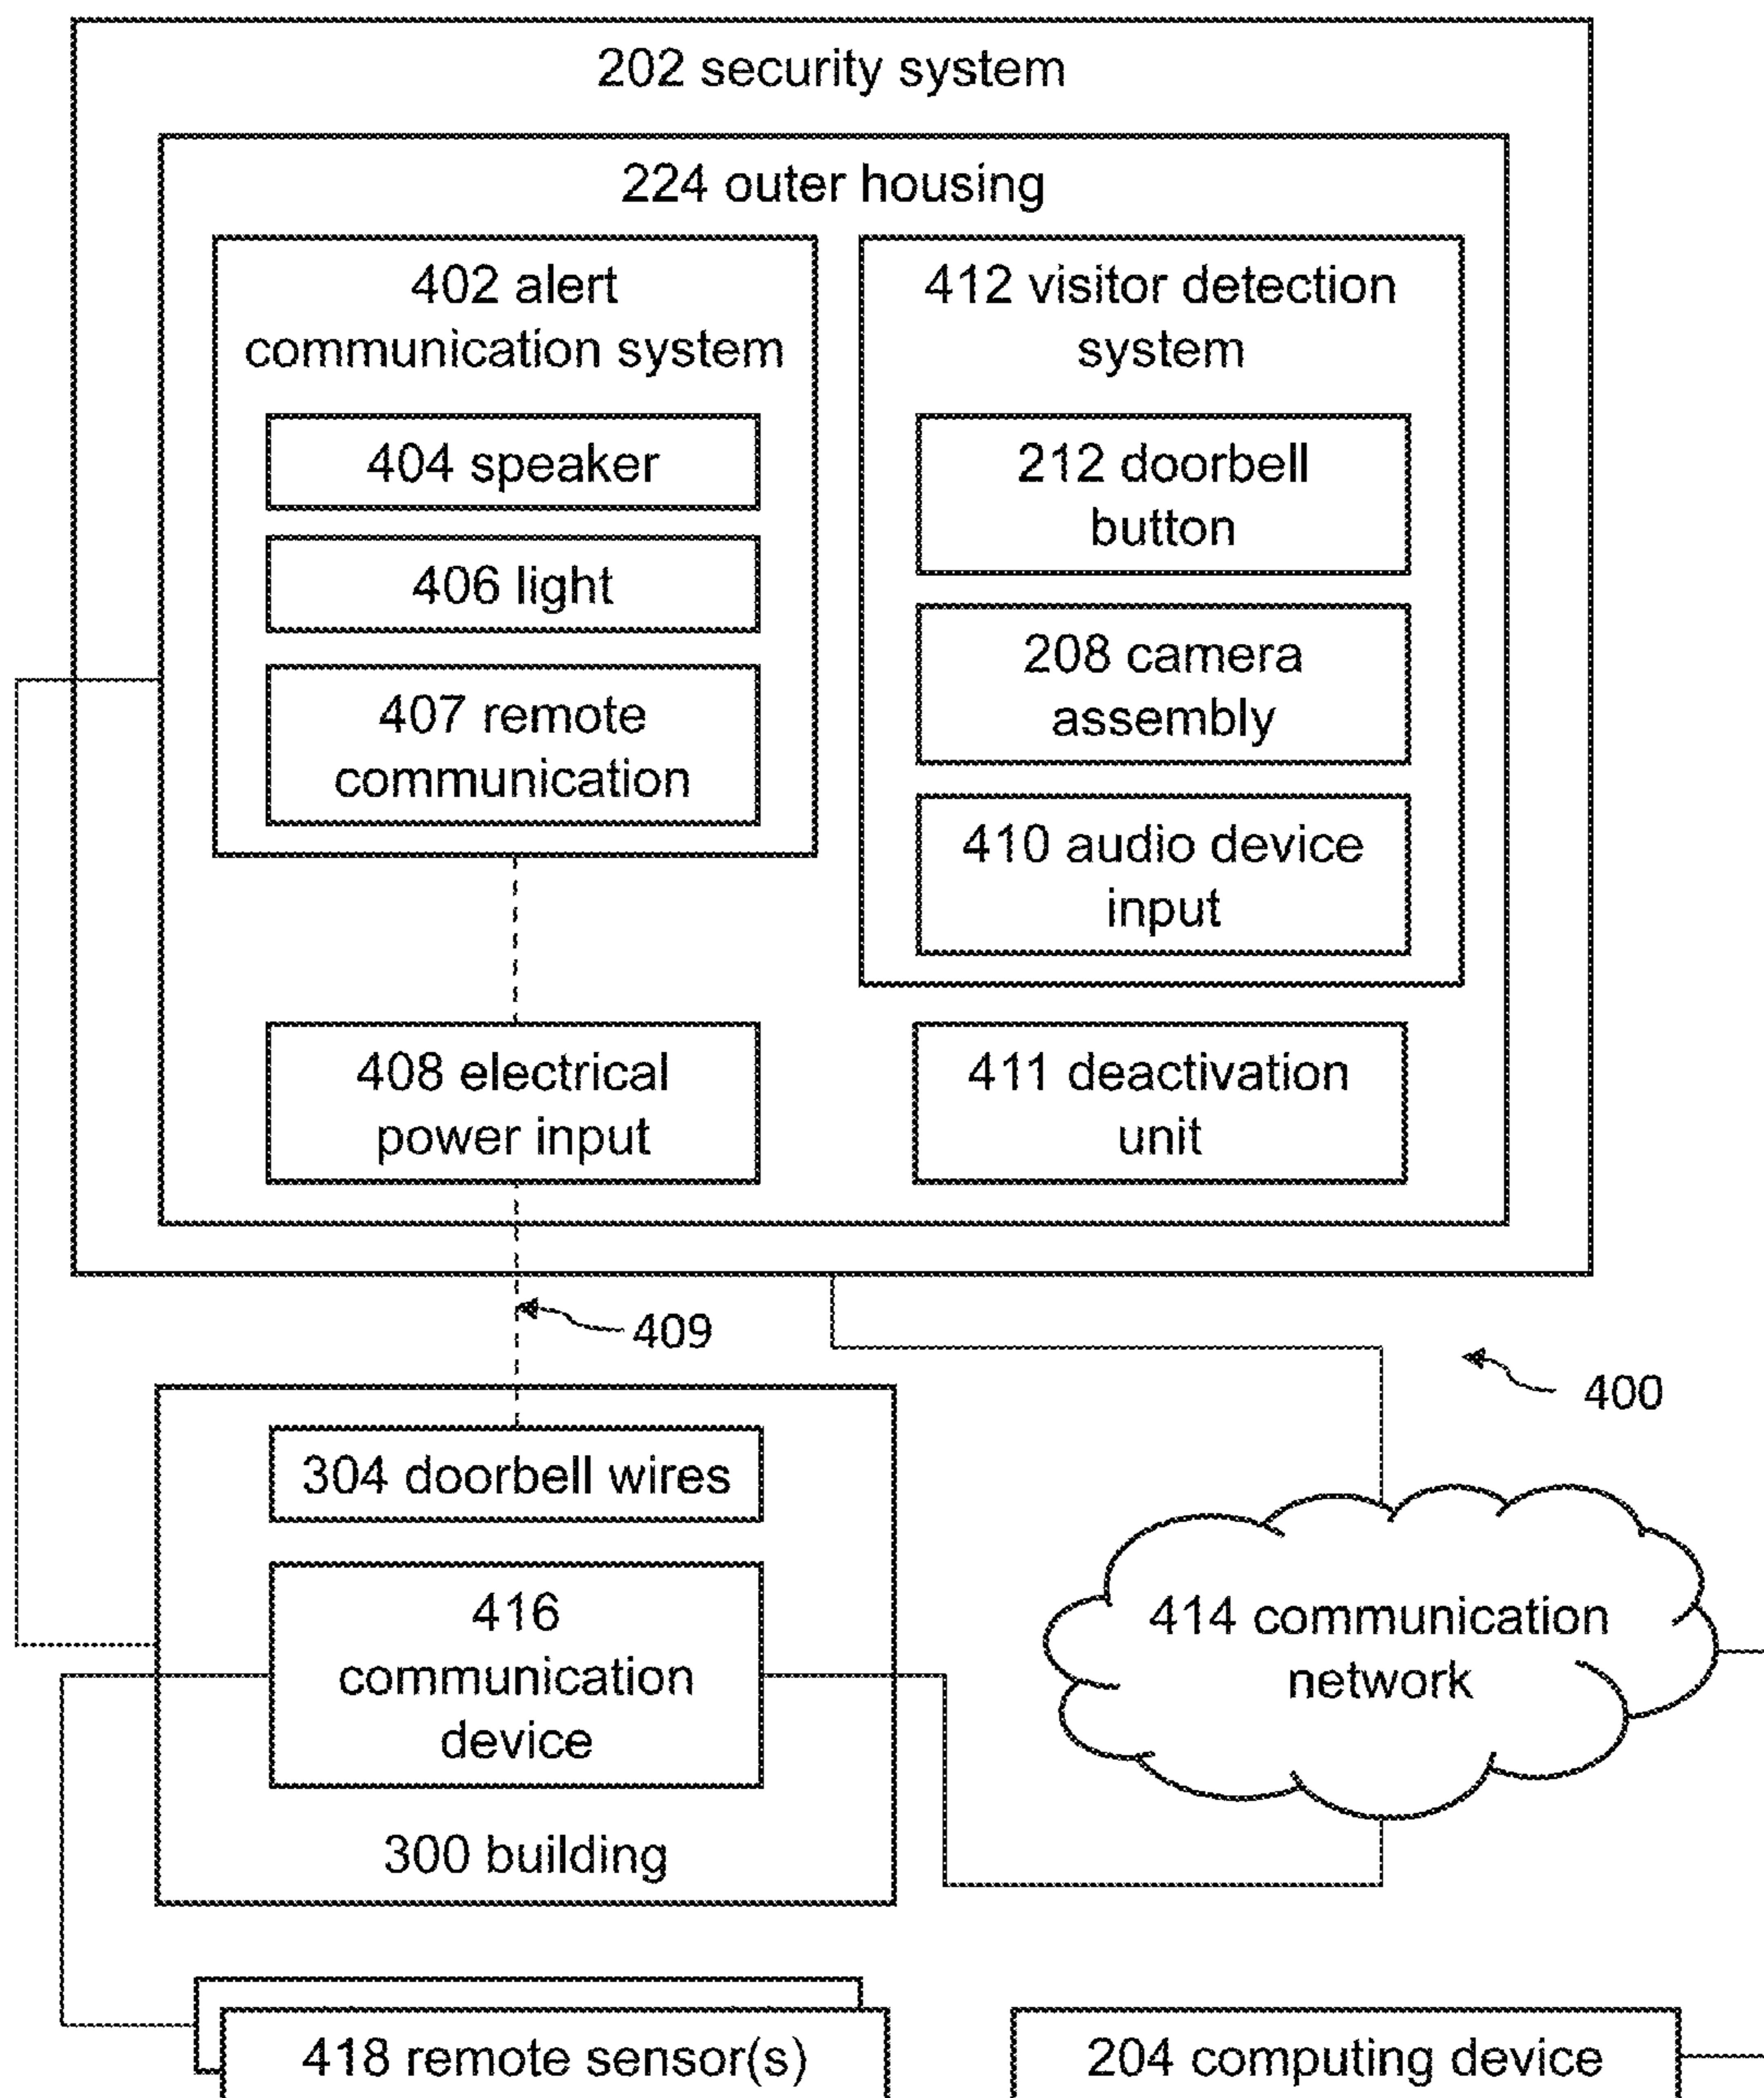 202 security system
224 outer housing
402 alert
communication system
404 speaker
406 light
407 remote
communication
412 visitor detection
system
212 doorbell
button
208 camera
assembly
410 audio device
input
408 electrical
power input
411 deactivation
unit
409
400
304 doorbell wires
416
communication
device
300 building
414 communication
network
418 remote sensor(s)
204 computing device